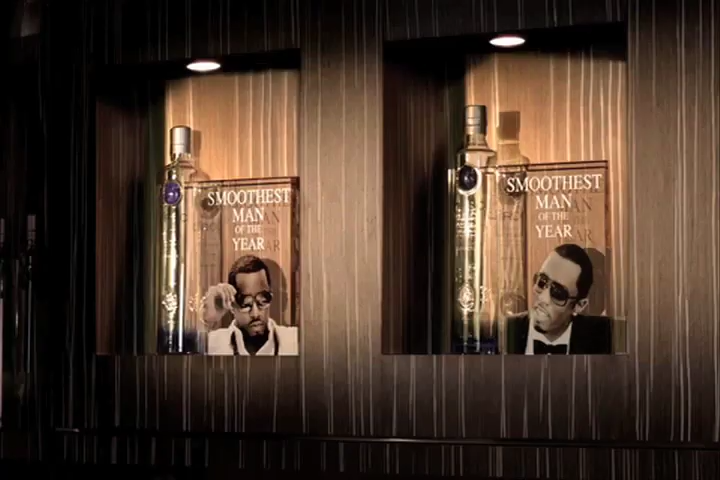 SMOOTHEST
MAN
OF THE
YEAR
SMOOTHEST
MAN
OF THE
YEAR